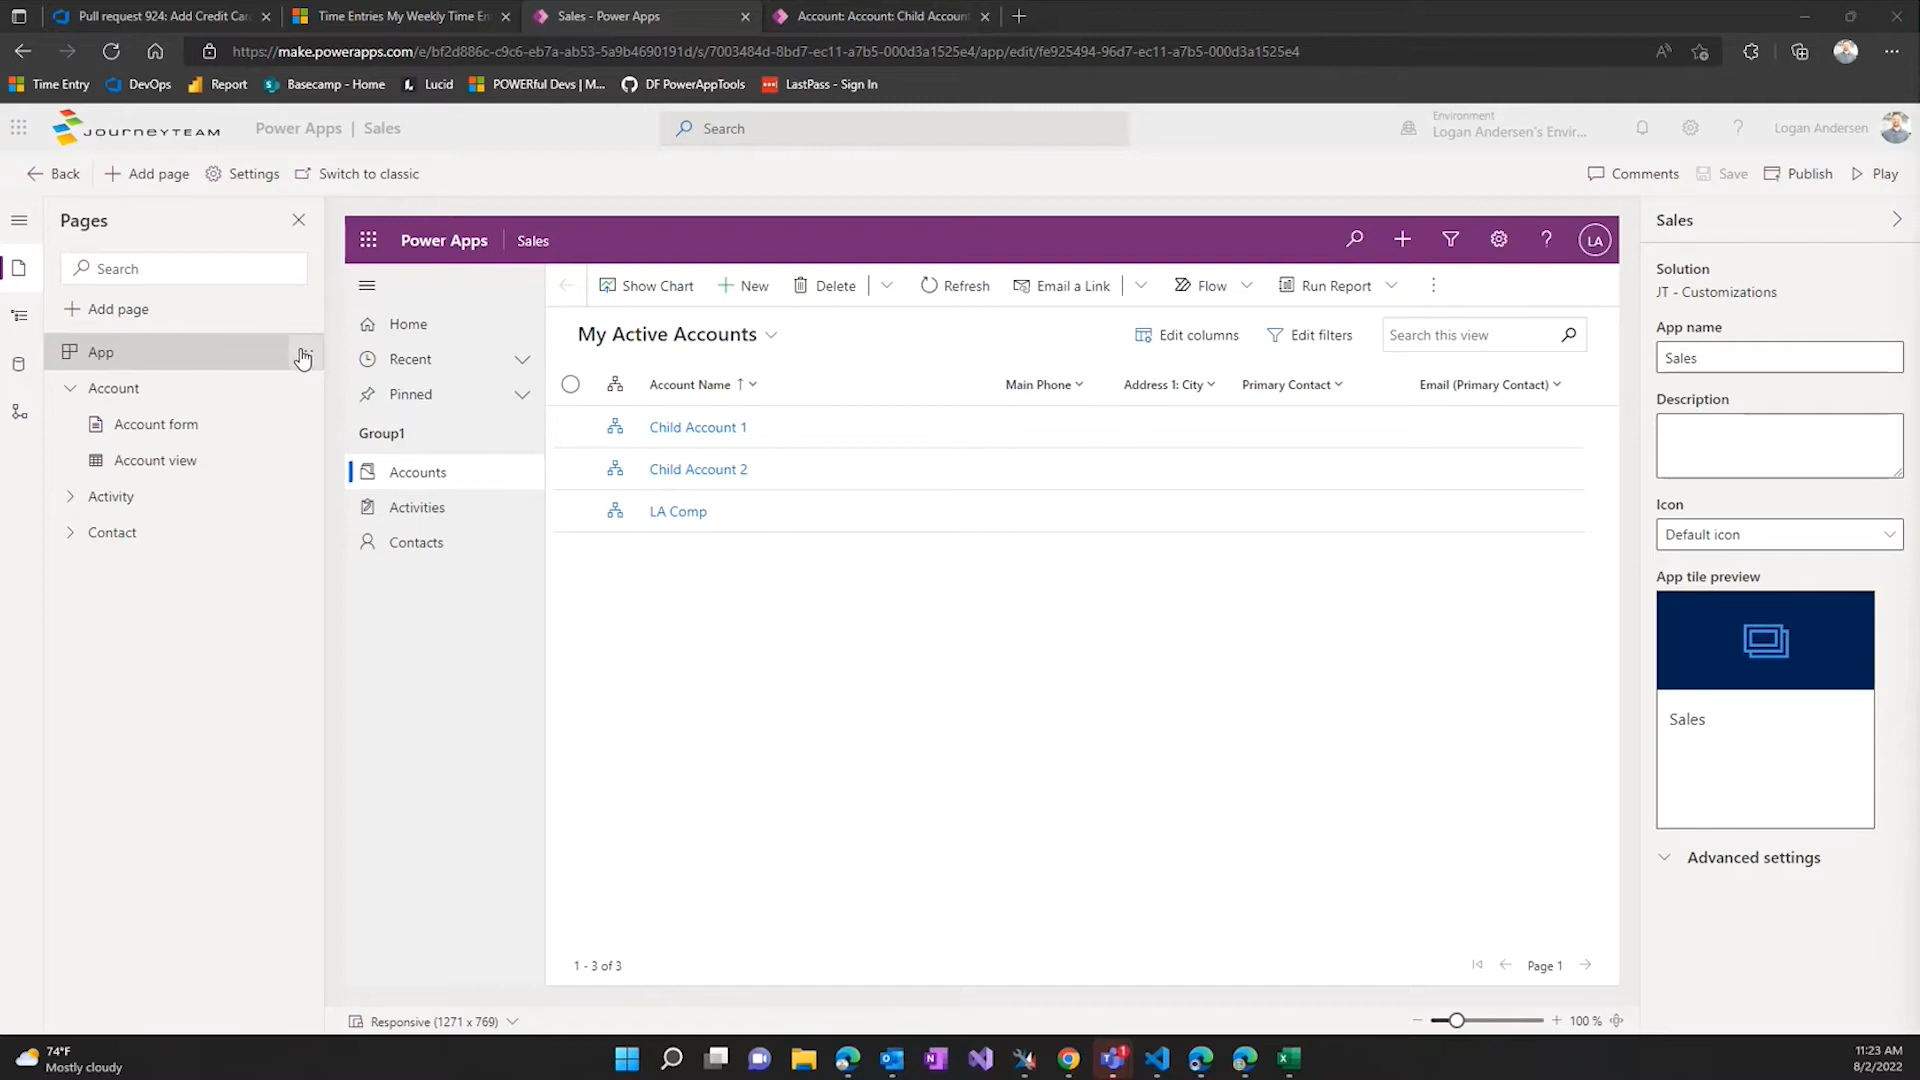 Pull request 924: Add Credit Car
Time Entries My Weekly Time En
Sales - Power Apps
Account: Account: Child Account
https://make.powerapps.com/e/bf2d886c-c9c6-eb7a-ab53-5a9b4690191d/s/7003484d-8bd7-ec11-a7b5-000d3a1525e4/app/edit/fe925494-96d7-ec11-a7b5-000d3a1525e4
Time Entry
DevOps
Report
Basecamp - Home
Lucid
POWERful Devs | M...
DF PowerAppTools
LastPass - Sign In
JOURNEYTEAM
Power Apps | Sales
Search
Environment
Logan Andersen's Envir...
Logan Andersen
Back
Add page
Settings
Switch to classic
Comments
Save
Publish
Play
Pages
Search
Add page
App
Account
Account form
Account view
Activity
Contact
Power Apps
Sales
LA
Home
Recent
Pinned
Group1
Accounts
Activities
Contacts
Show Chart
New
Delete
Refresh
Email a Link
Flow
Run Report
My Active Accounts
Edit columns
Edit filters
Search this view
Account Name
Main Phone
Address 1: City
Primary Contact
Email (Primary Contact)
Child Account 1
Child Account 2
LA Comp
1 - 3 of 3
Page 1
Responsive (1271 x 769)
100 %
Sales
Solution
JT - Customizations
App name
Sales
Description
Icon
Default icon
App tile preview
Sales
Advanced settings
74°F
Mostly cloudy
1
11:23 AM
8/2/2022